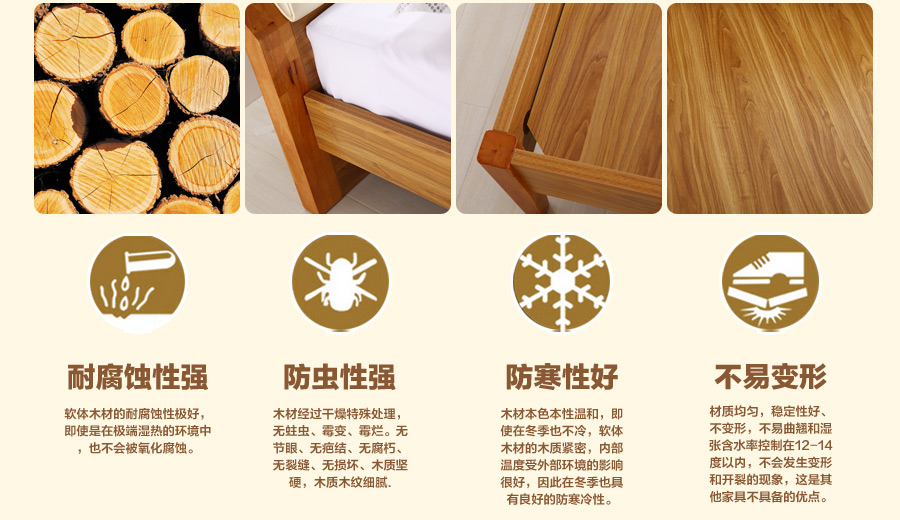 耐腐蚀性强
软体木材的耐腐蚀性极好，
即使是在极端湿热的环境中
，也不会被氧化腐蚀。
防虫性强
木材经过干燥特殊处理，
无蛀虫、霉变、霉烂。无
节眼、无疤结、无腐朽、
无裂缝、无损坏、木质坚
硬，木质木纹细腻.
防寒性好
木材本色本性温和，即
使在冬季也不冷，软体
木材的木质紧密，内部
温度受外部环境的影响
很好，因此在冬季也具
有良好的防寒冷性。
不易变形
材质均匀，稳定性好、
不变形，不易曲翘和湿
张含水率控制在12-14
度以内，不会发生变形
和开裂的现象，这是其
他家具不具备的优点。